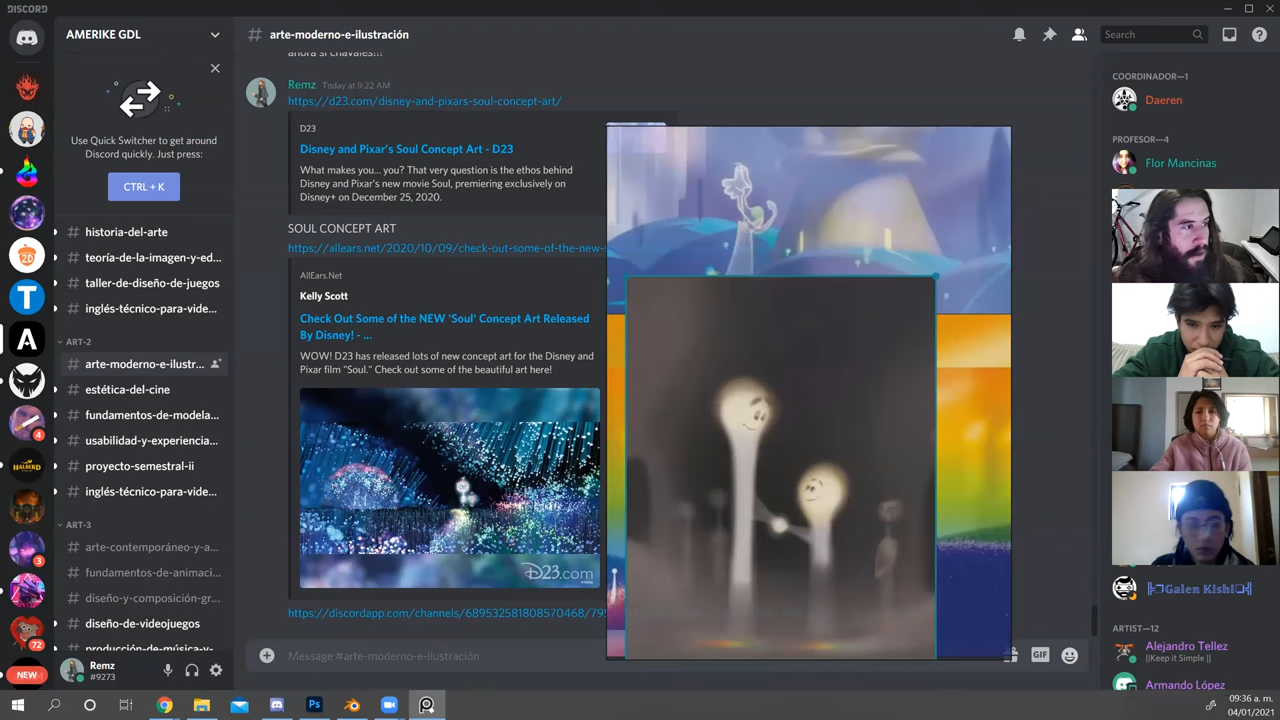 DISCORD
AMERIKE GDL
Use Quick Switcher to get around
Discord quickly. Just press:
CTRL + K
# historia-del-arte
# teoría-de-la-imagen-y-ed...
# taller-de-diseño-de-juegos
# inglés-técnico-para-vide...
ART-2
# arte-moderno-e-ilustr...
# estética-del-cine
# fundamentos-de-modela...
# usabilidad-y-experiencia...
# proyecto-semestral-ii
# inglés-técnico-para-vide...
ART-3
# arte-contemporáneo-y-a...
# fundamentos-de-animaci...
# diseño-y-composición-gr...
# diseño-de-videojuegos
# producción-de-música-y-
2D
T
A
4
HALBERD
3
72
NEW
Remz
#9273
# arte-moderno-e-ilustración
Search
ahora si chavales!!!
Remz Today at 9:22 AM
https://d23.com/disney-and-pixars-soul-concept-art/
D23
Disney and Pixar's Soul Concept Art - D23
What makes you... you? That very question is the ethos behind
Disney and Pixar's new movie Soul, premiering exclusively on
Disney+ on December 25, 2020.
SOUL CONCEPT ART
https://allears.net/2020/10/09/check-out-some-of-the-new-
AllEars.Net
Kelly Scott
Check Out Some of the NEW 'Soul' Concept Art Released
By Disney! - ...
WOW! D23 has released lots of new concept art for the Disney and
Pixar film "Soul." Check out some of the beautiful art here!
D23.com
https://discordapp.com/channels/689532581808570468/79
Message #arte-moderno-e-ilustración
GIF
COORDINADOR—1
Daeren
PROFESOR—4
Flor Mancinas
Galen Kishi
ARTIST—12
Alejandro Tellez
||Keep it Simple ||
Armando López
Ps
09:36 a. m.
04/01/2021